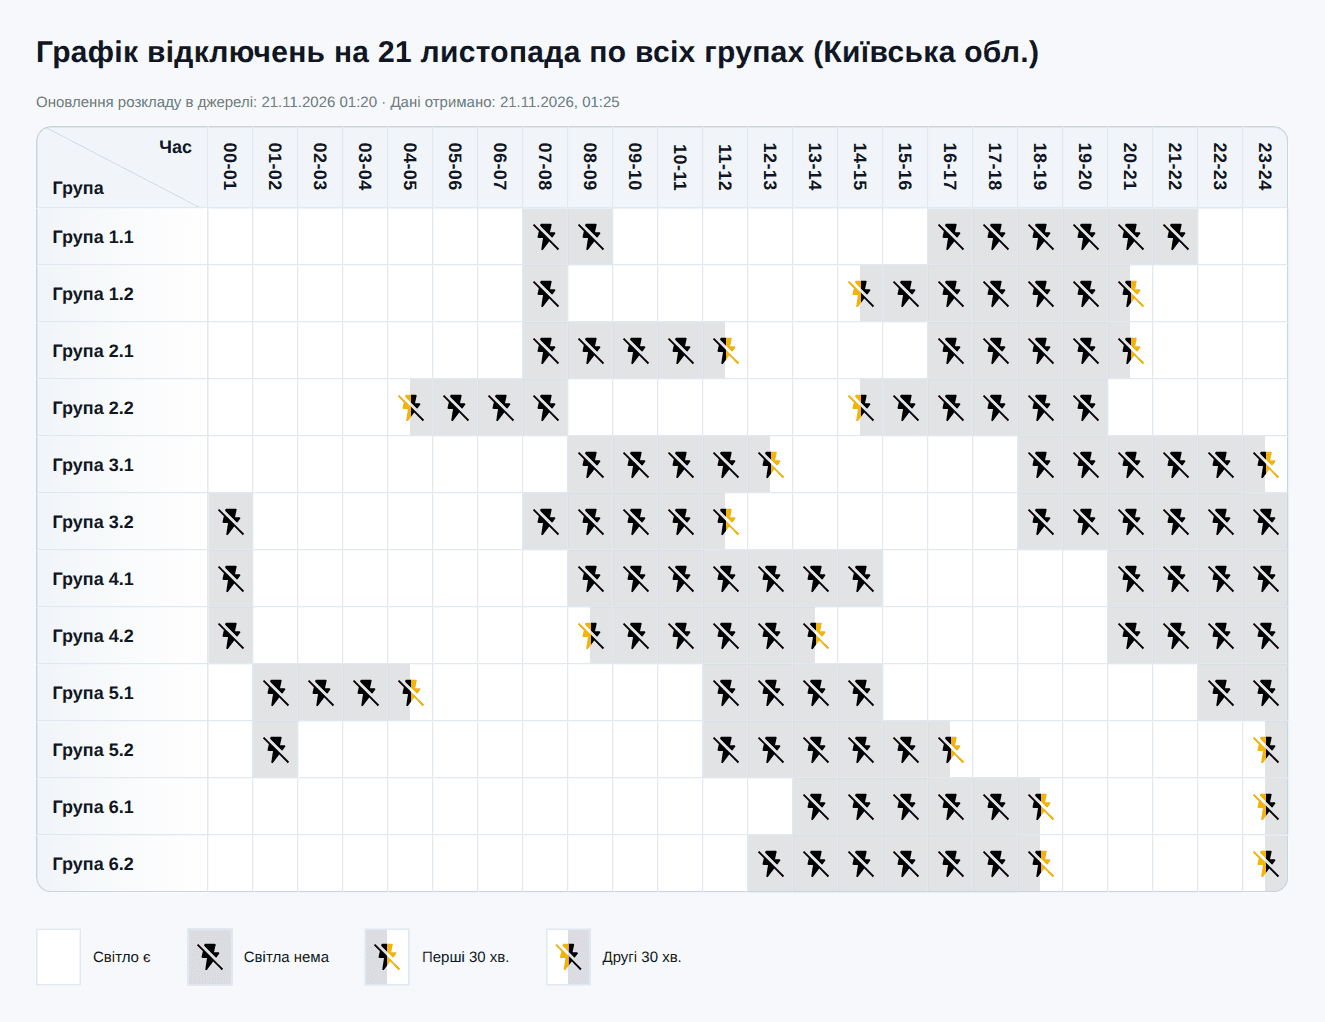 Графік відключень на 21 листопада по всіх групах (Київська обл.)
Оновлення розкладу в джерелі: 21.11.2026 01:20 · Дані отримано: 21.11.2026, 01:25
Час
Група
00-01 01-02 02-03 03-04 04-05 05-06 06-07 07-08 08-09 09-10 10-11 11-12 12-13 13-14 14-15 15-16 16-17 17-18 18-19 19-20 20-21 21-22 22-23 23-24
Група 1.1
Група 1.2
Група 2.1
Група 2.2
Група 3.1
Група 3.2
Група 4.1
Група 4.2
Група 5.1
Група 5.2
Група 6.1
Група 6.2
Світло є
Світла нема
Перші 30 хв.
Другі 30 хв.